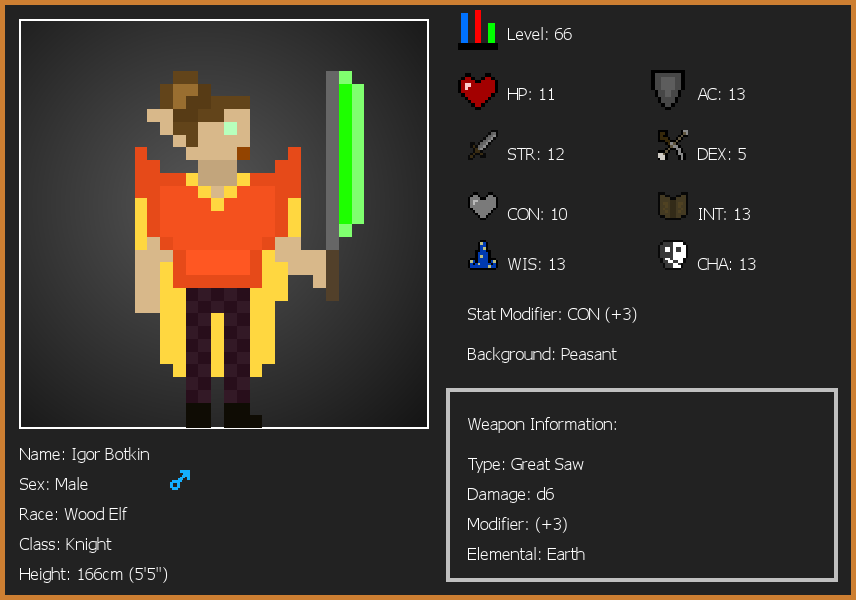 Level: 66
HP: 11
AC: 13
STR: 12
DEX: 5
CON: 10
INT: 13
WIS: 13
CHA: 13
Stat Modifier: CON (+3)
Background: Peasant
Weapon Information:
Type: Great Saw
Damage: d6
Modifier: (+3)
Elemental: Earth
Name: Igor Botkin
Sex: Male
Race: Wood Elf
Class: Knight
Height: 166cm (5'5")